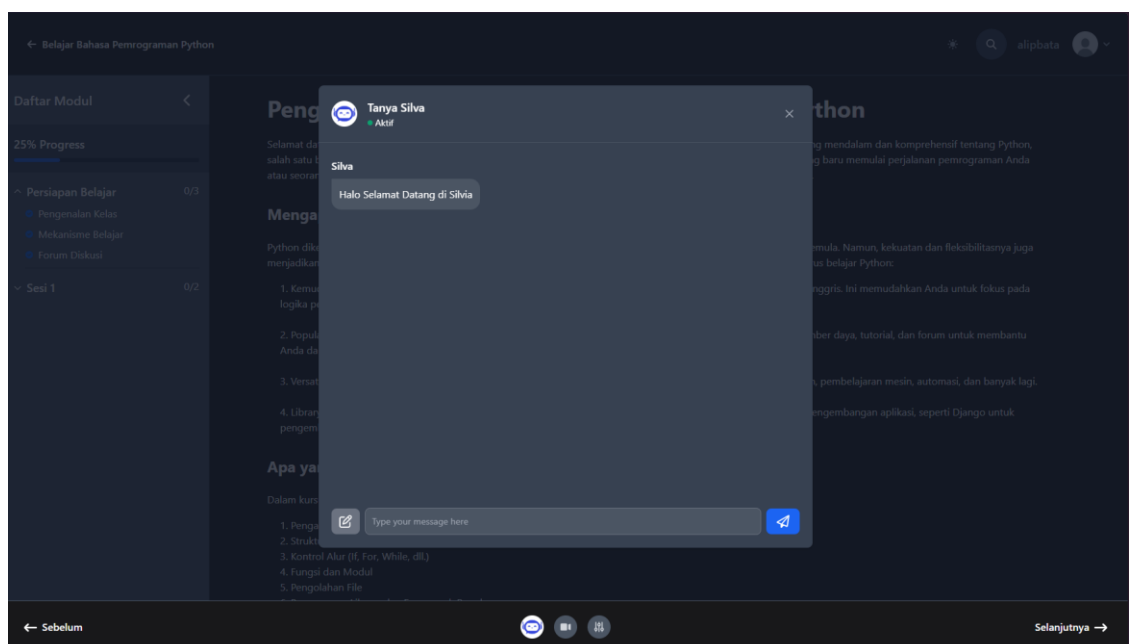 ← Belajar Bahasa Pemrograman Python
alipbata
Daftar Modul
25% Progress
Persiapan Belajar 0/3
Pengenalan Kelas
Mekanisme Belajar
Forum Diskusi
Sesi 1 0/2
Peng
thon
Selamat da
ng mendalam dan komprehensif tentang Python,
salah satu b
g baru memulai perjalanan pemrograman Anda
atau seoran
Menga
Python dike
mula. Namun, kekuatan dan fleksibilitasnya juga
menjadikan
us belajar Python:
1. Kemud
nggris. Ini memudahkan Anda untuk fokus pada
logika pe
2. Popula
ber daya, tutorial, dan forum untuk membantu
Anda da
3. Versat
, pembelajaran mesin, automasi, dan banyak lagi.
4. Library
engembangan aplikasi, seperti Django untuk
pengem
Apa ya
Dalam kurs
1. Penga
2. Strukt
3. Kontrol Alur (If, For, While, dll.)
4. Fungsi dan Modul
5. Pengolahan File
Tanya Silva
Aktif
Silva
Halo Selamat Datang di Silvia
Type your message here
← Sebelum
Selanjutnya →